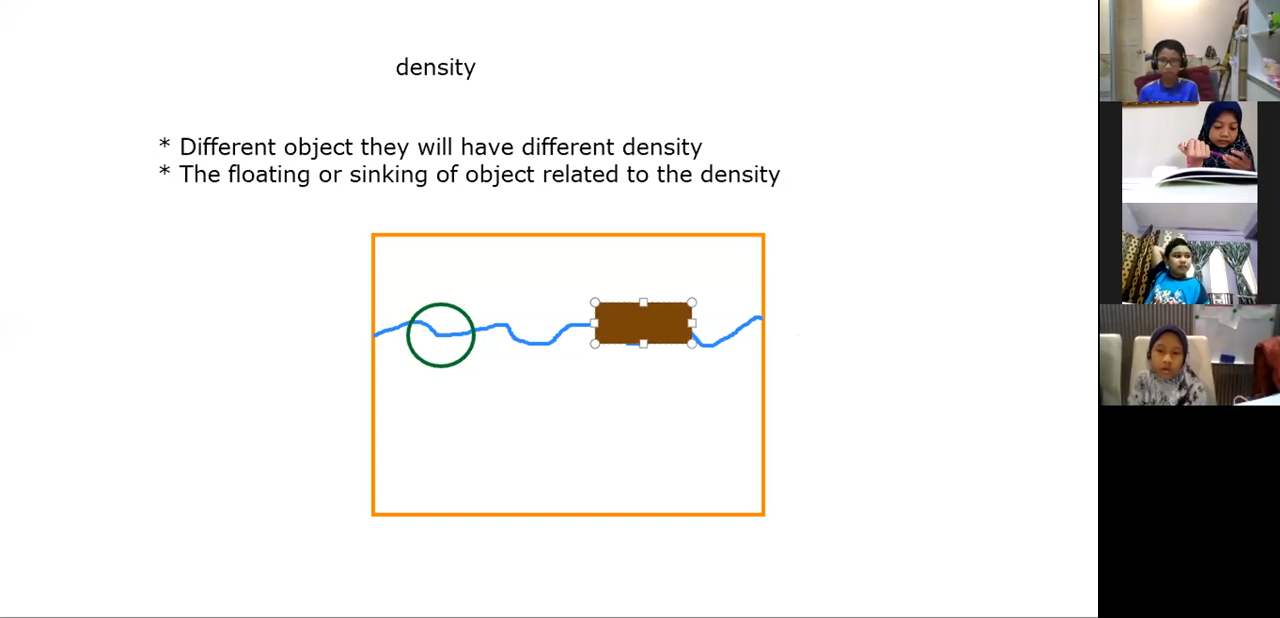 density
* Different object they will have different density
* The floating or sinking of object related to the density